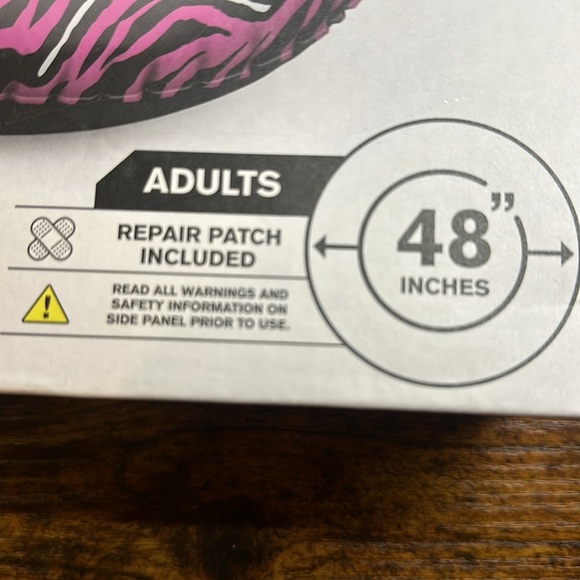 ADULTS
REPAIR PATCH
INCLUDED
READ ALL WARNINGS AND
SAFETY INFORMATION ON
SIDE PANEL PRIOR TO USE.
48”
INCHES